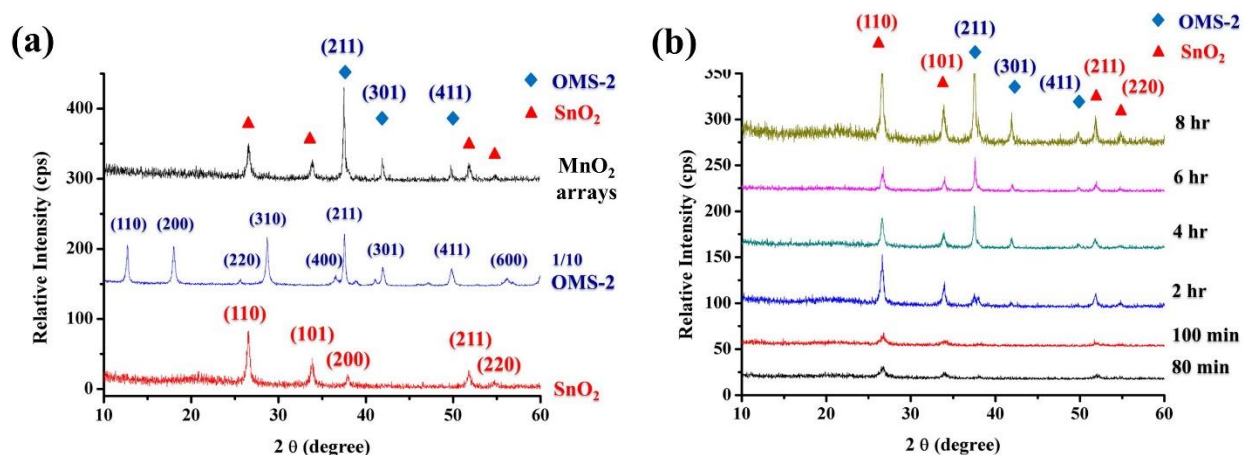 (a)
(211)
OMS-2
(301)
(411)
SnO₂
MnO₂
arrays
(110)
(200)
(310)
(211)
(220)
(400)
(301)
(411)
(600)
1/10
OMS-2
(110)
(101)
(200)
(211)
(220)
SnO₂
400
300
200
100
0
Relative Intensity (cps)
10 20 30 40 50 60
2 θ (degree)
(b)
OMS-2
SnO₂
(110)
(211)
(101)
(301)
(411)
(211)
(220)
8 hr
6 hr
4 hr
2 hr
100 min
80 min
350
300
250
200
150
100
50
0
Relative Intensity (cps)
10 20 30 40 50 60
2 θ (degree)